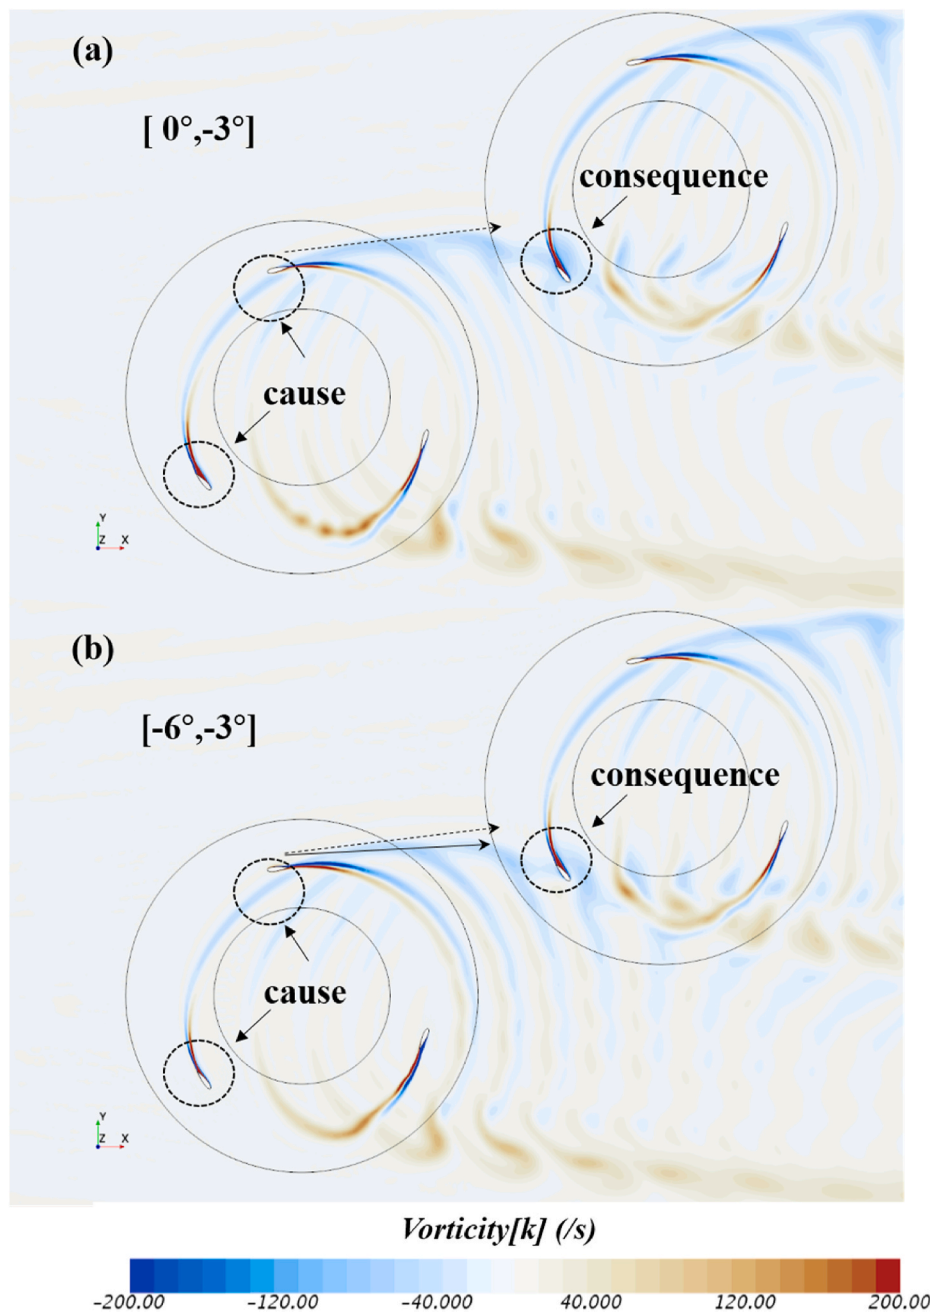 (a)
[ 0°,-3°]
consequence
cause
Y
Z X
(b)
[-6°,-3°]
consequence
cause
Y
Z X
Vorticity[k] (/s)
-200.00 -120.00 -40.000 40.000 120.00 200.00